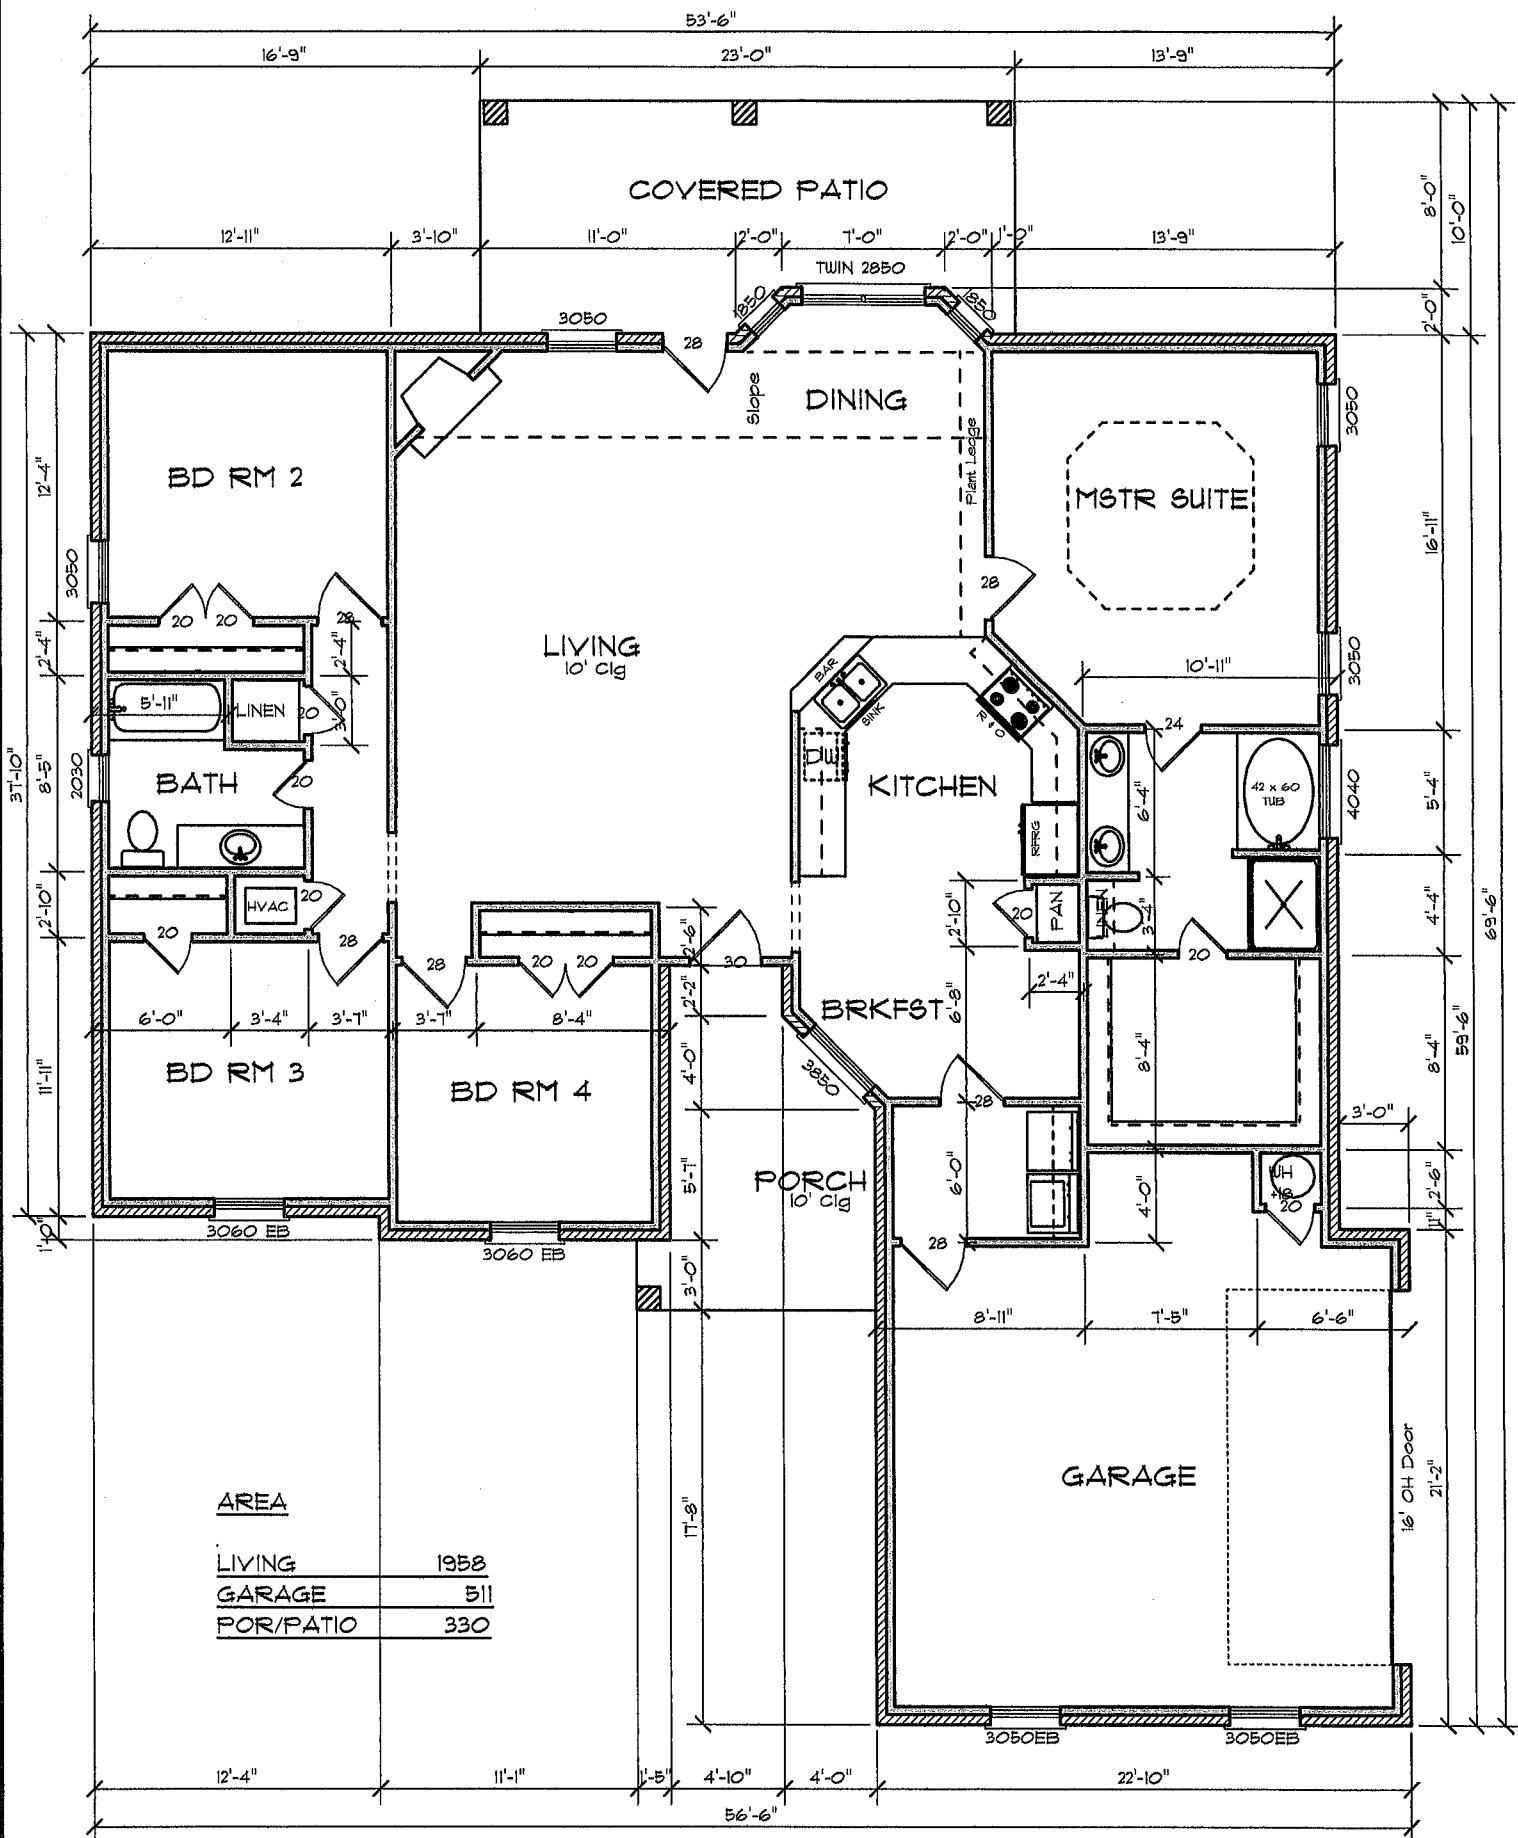 53'-6"
16'-9" 23'-0" 13'-9"
COVERED PATIO
8'-0"
10'-0"
12'-11" 3'-10" 11'-0" 2'-0" 7'-0" 2'-0" 1'-0" 13'-9"
TWIN 2850
1850
1850
2'-0"
3050
28
Slope
DINING
Plant Ledge
3050
BD RM 2
MSTR SUITE
12'-4"
16'-11"
69'-6"
3050
28
20 20
28
LIVING
10' Clg
2'-4"
2'-4"
10'-11"
3050
BAR
SINK
5'-11"
LINEN
20
3'-0"
24
37'-10"
8'-5"
2030
BATH
20
DW
KITCHEN
6'-4"
42 x 60
TUB
4040
5'-4"
RFRG
HVAC
20
2'-10"
20
28
28
20 20
2'-6"
30
2'-10"
20
PAN
LINEN
3'-4"
20
4'-4"
2'-4"
2'-2"
BRKFST
6'-8"
6'-0" 3'-4" 3'-7" 3'-7" 8'-4"
BD RM 3
BD RM 4
11'-11"
4'-0"
3850
28
8'-4"
8'-4"
59'-6"
3'-0"
5'-7"
PORCH
10' Clg
6'-0"
4'-0"
WH
+18
20
2'-6"
11"
1'-0"
3060 EB
3060 EB
28
3'-0"
8'-11" 7'-5" 6'-6"
GARAGE
16' OH Door
21'-2"
17'-8"
AREA
LIVING 1958
GARAGE 511
POR/PATIO 330
3050EB 3050EB
12'-4" 11'-1" 1'-5" 4'-10" 4'-0" 22'-10"
56'-6"